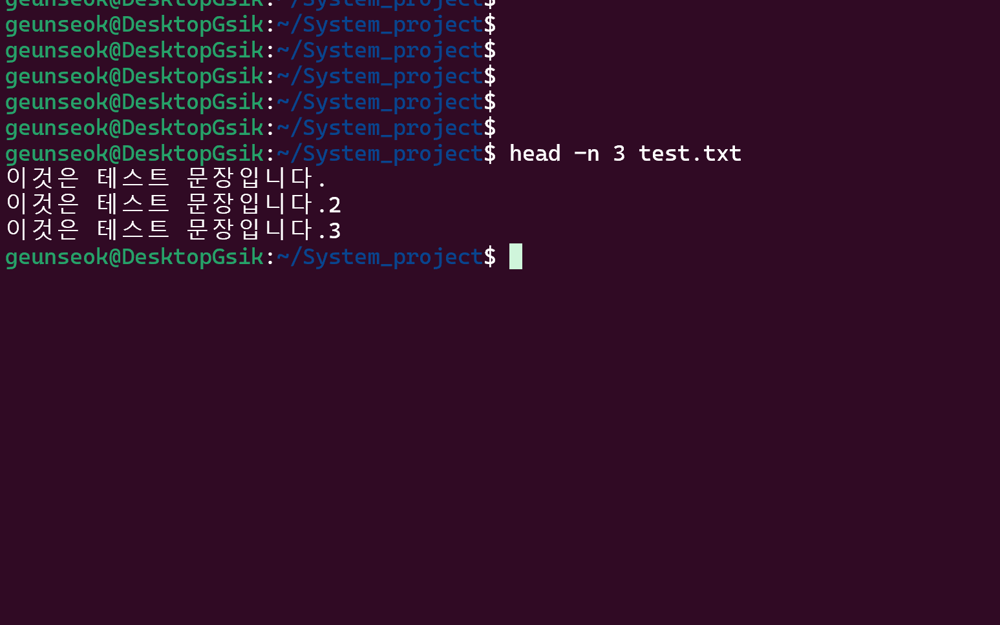 geunseok@DesktopGsik:~/System_project$
geunseok@DesktopGsik:~/System_project$
geunseok@DesktopGsik:~/System_project$
geunseok@DesktopGsik:~/System_project$
geunseok@DesktopGsik:~/System_project$
geunseok@DesktopGsik:~/System_project$
geunseok@DesktopGsik:~/System_project$ head -n 3 test.txt
이것은 테스트 문장입니다.
이것은 테스트 문장입니다.2
이것은 테스트 문장입니다.3
geunseok@DesktopGsik:~/System_project$